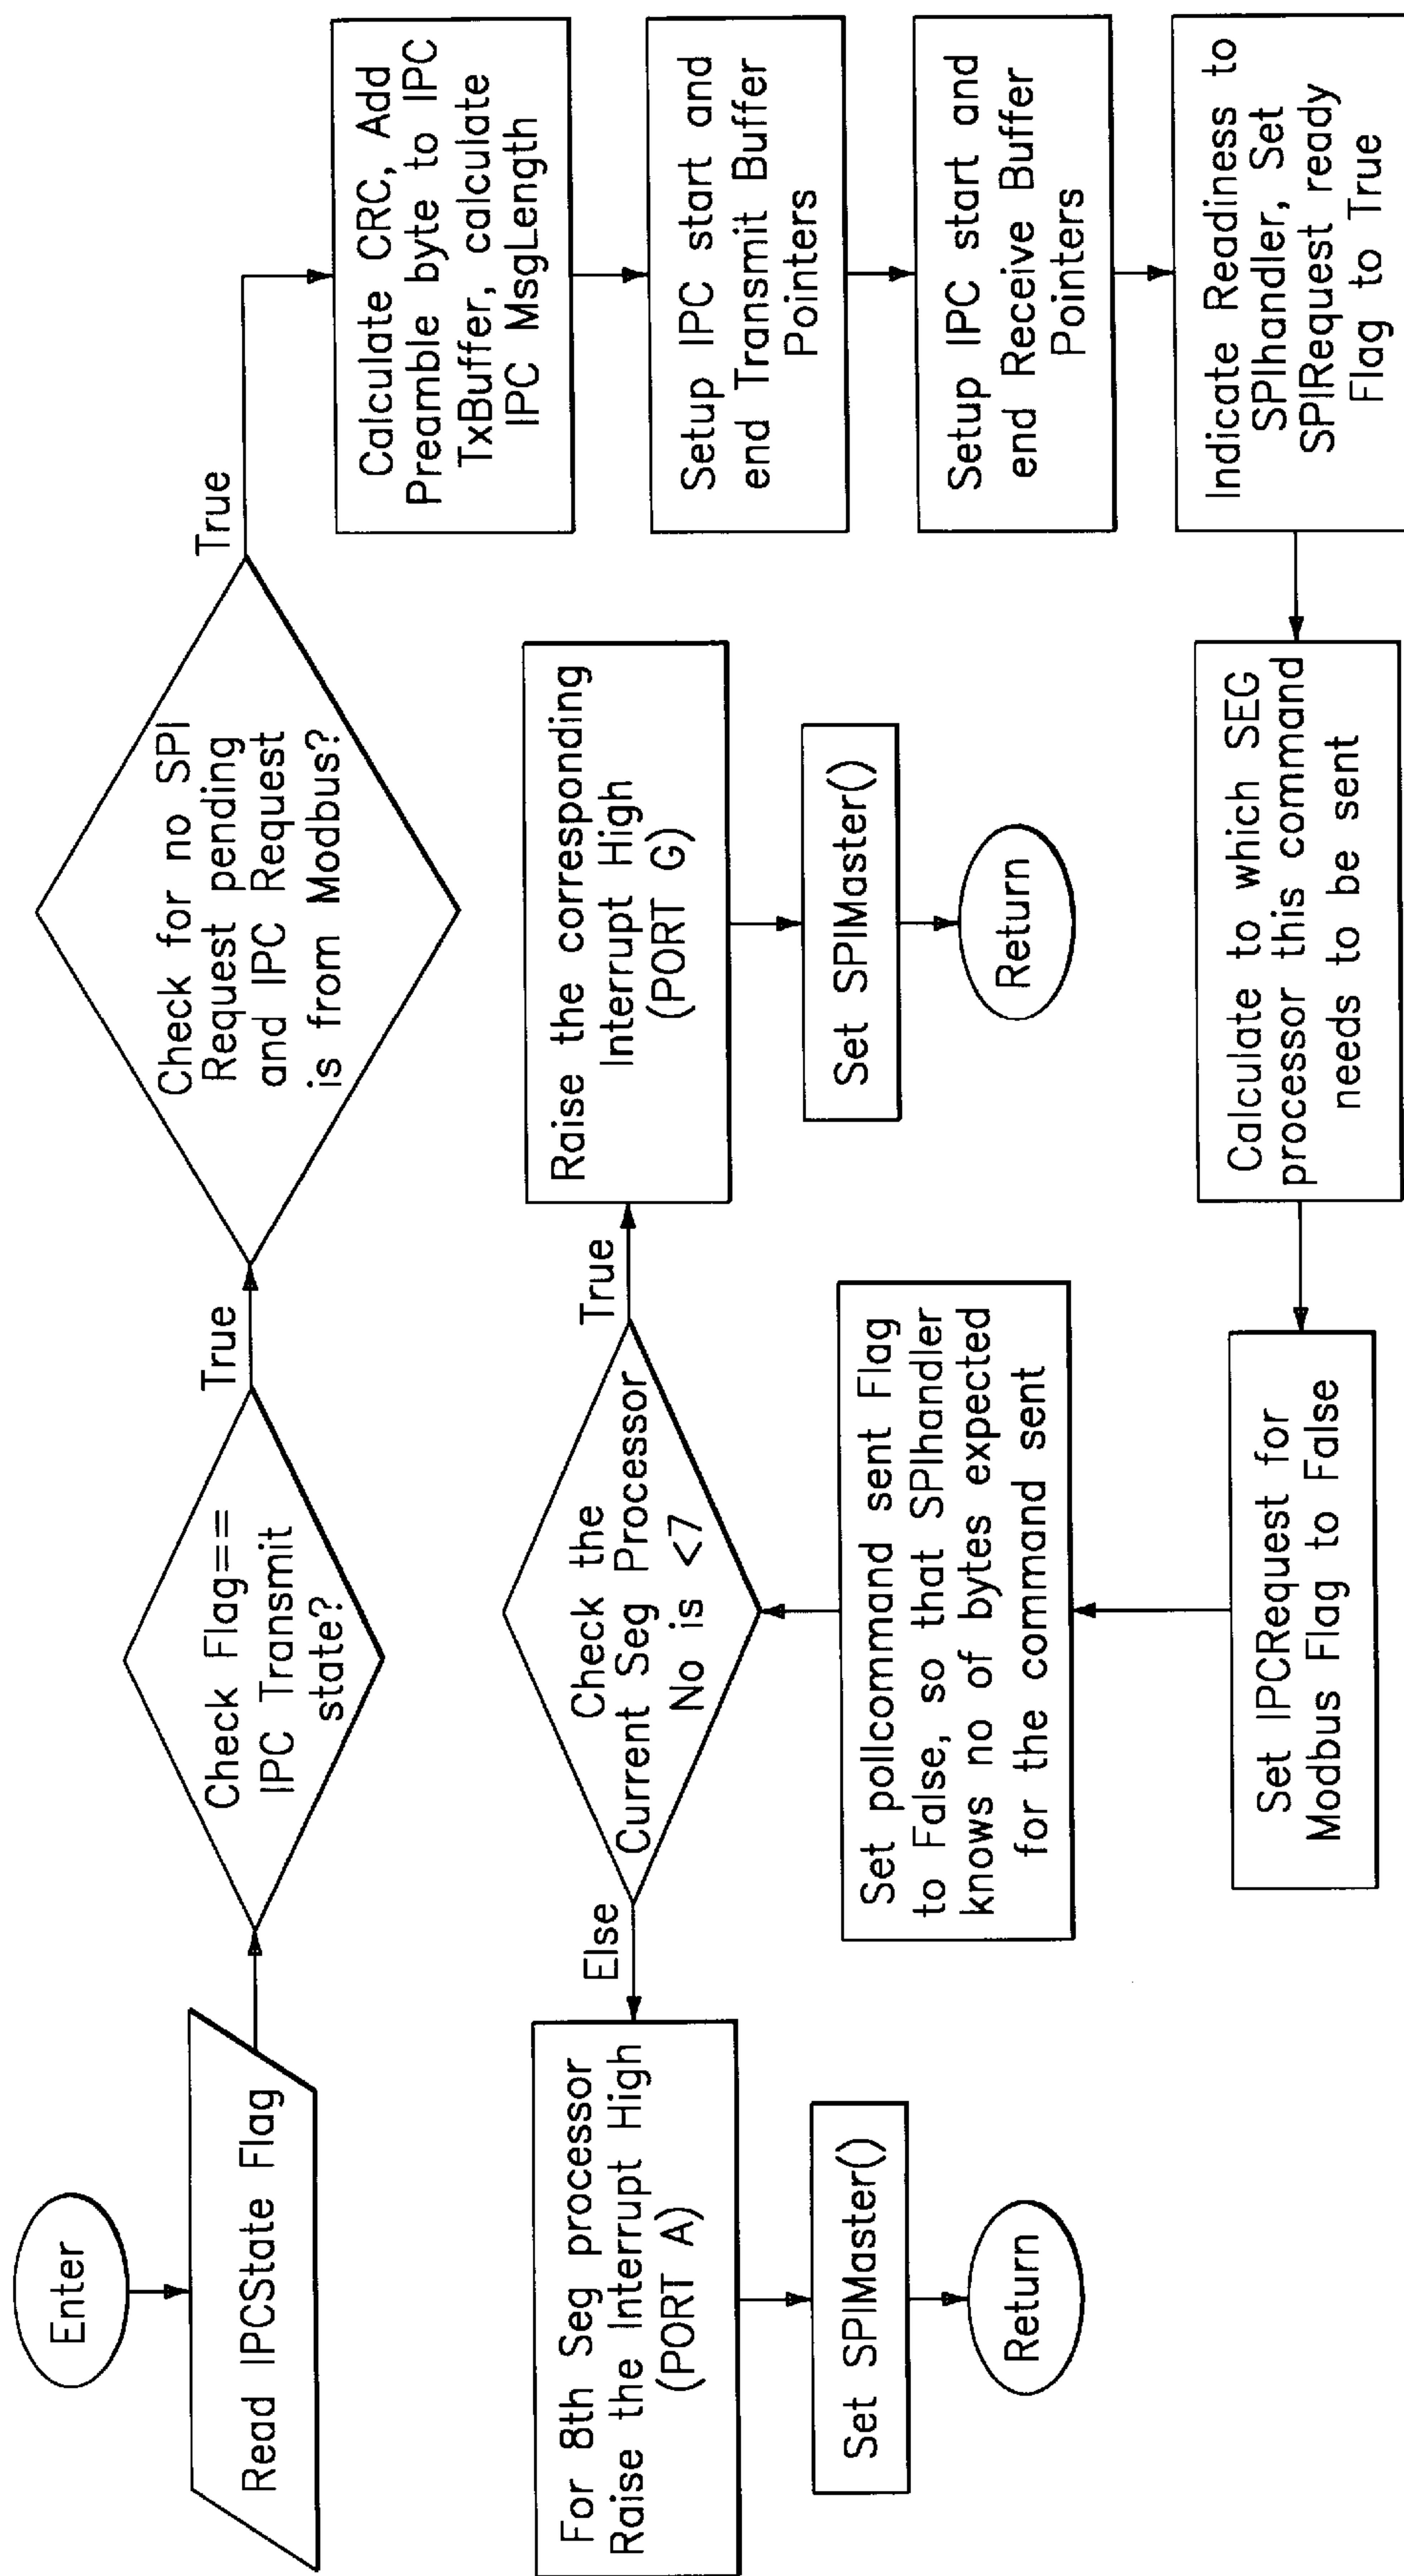 Enter
Read IPCState Flag
Check Flag==
IPC Transmit
state?
True
Check for no SPI
Request pending
and IPC Request
is from Modbus?
True
Calculate CRC, Add
Preamble byte to IPC
TxBuffer, calculate
IPC MsgLength
Setup IPC start and
end Transmit Buffer
Pointers
Setup IPC start and
end Receive Buffer
Pointers
Indicate Readiness to
SPIhandler, Set
SPIRequest ready
Flag to True
Calculate to which SEG
processor this command
needs to be sent
Set IPCRequest for
Modbus Flag to False
Set pollcommand sent Flag
to False, so that SPIhandler
knows no of bytes expected
for the command sent
Check the
Current Seg Processor
No is <7
True
Raise the corresponding
Interrupt High
(PORT G)
Set SPIMaster()
Return
Else
For 8th Seg processor
Raise the Interrupt High
(PORT A)
Set SPIMaster()
Return